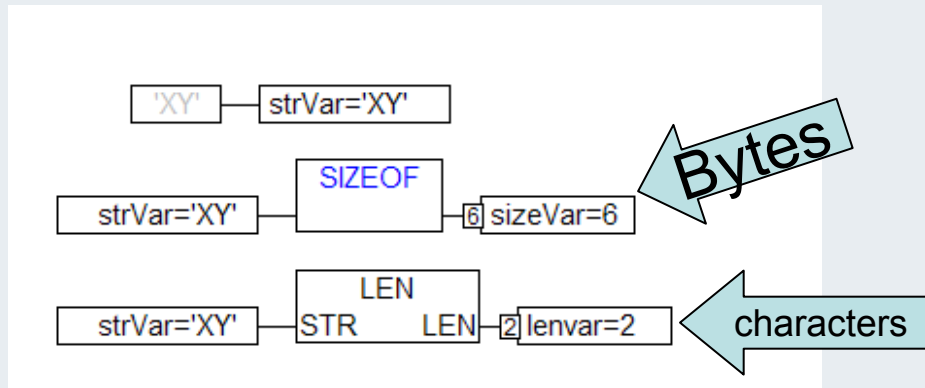 'XY' strVar='XY'
Bytes
SIZEOF
strVar='XY' 6 sizeVar=6
LEN
strVar='XY' STR LEN 2 lenvar=2 characters